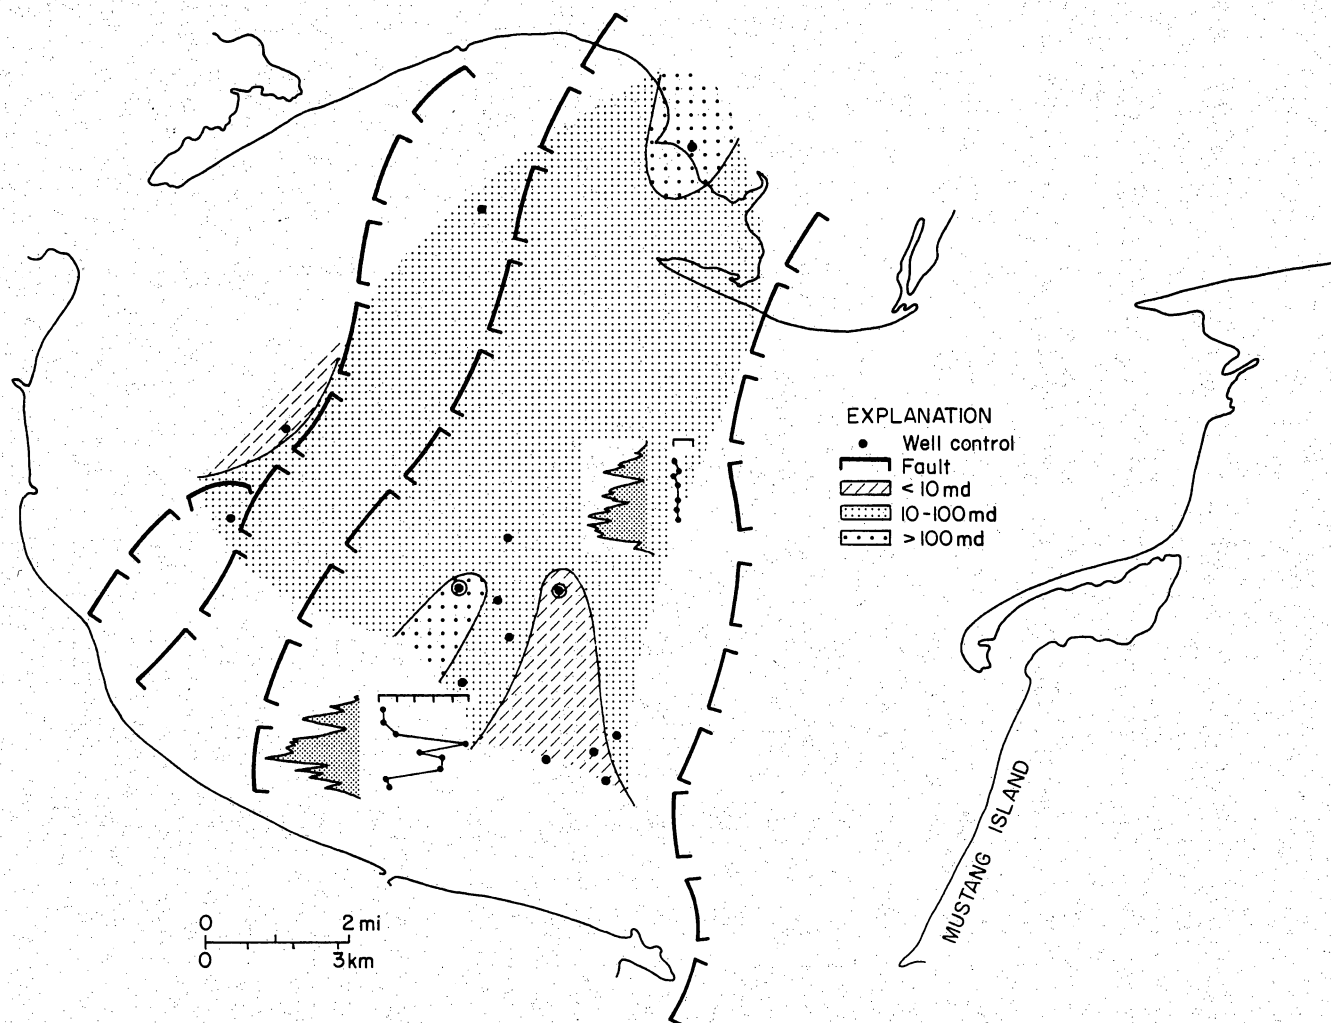 EXPLANATION
Well control
Fault
< 10 md
10-100 md
> 100 md
MUSTANG ISLAND
0 2 mi
0 3 km